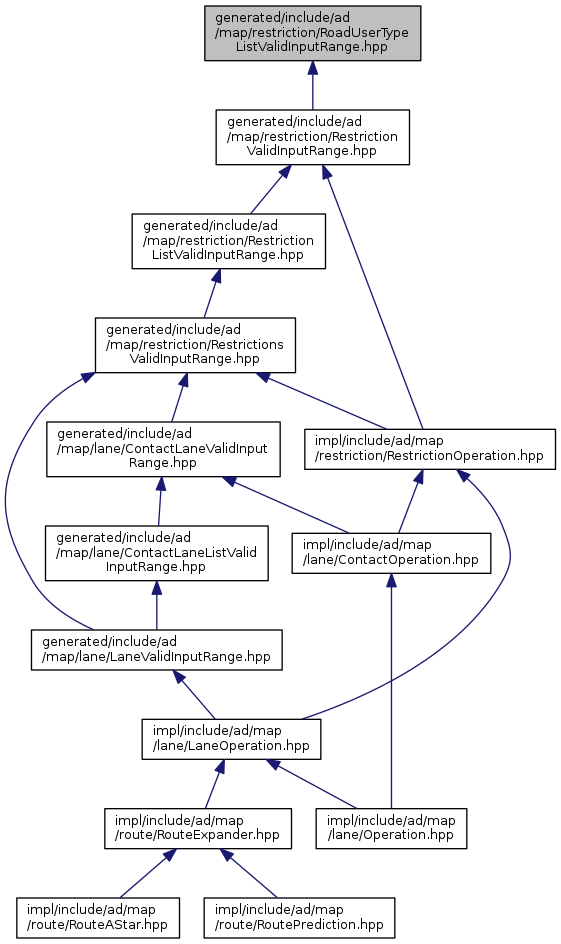 generated/include/ad
/map/restriction/RoadUserType
ListValidInputRange.hpp
generated/include/ad
/map/restriction/Restriction
ValidInputRange.hpp
generated/include/ad
/map/restriction/Restriction
ListValidInputRange.hpp
generated/include/ad
/map/restriction/Restrictions
ValidInputRange.hpp
generated/include/ad
/map/lane/ContactLaneValidInput
Range.hpp
impl/include/ad/map
/restriction/RestrictionOperation.hpp
generated/include/ad
/map/lane/ContactLaneListValid
InputRange.hpp
impl/include/ad/map
/lane/ContactOperation.hpp
generated/include/ad
/map/lane/LaneValidInputRange.hpp
impl/include/ad/map
/lane/LaneOperation.hpp
impl/include/ad/map
/route/RouteExpander.hpp
impl/include/ad/map
/lane/Operation.hpp
impl/include/ad/map
/route/RouteAStar.hpp
impl/include/ad/map
/route/RoutePrediction.hpp